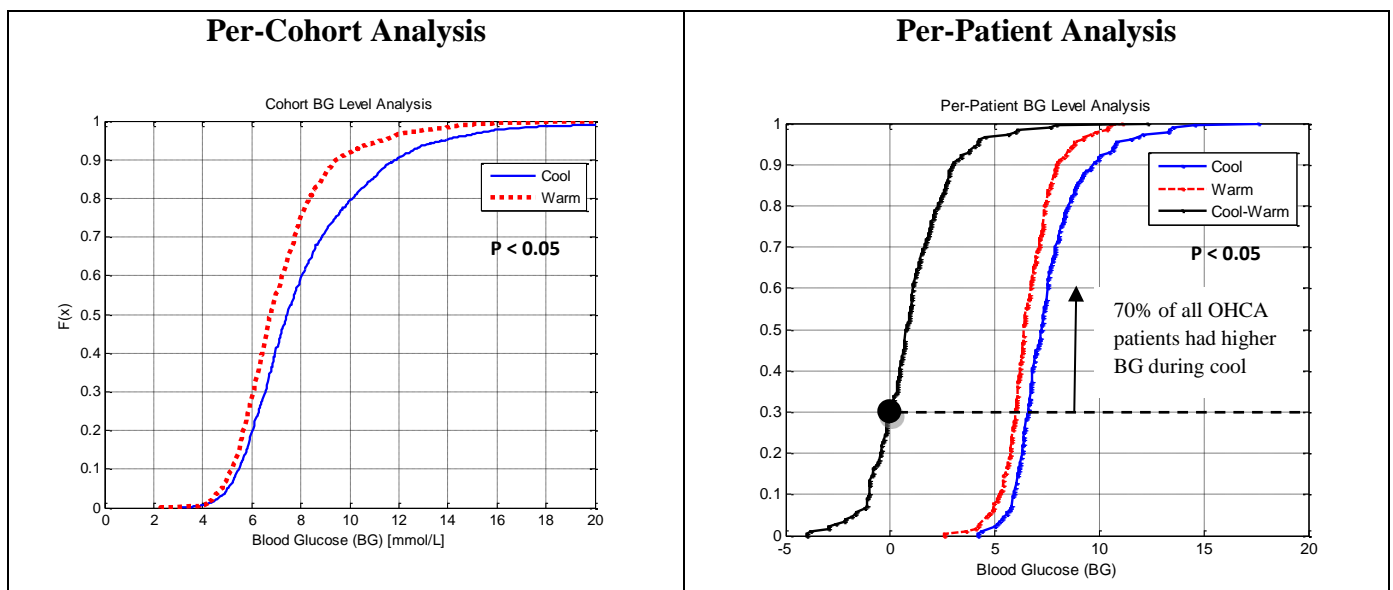 Per-Cohort Analysis
Cohort BG Level Analysis
1
0.9
0.8
0.7
0.6
0.5
0.4
0.3
0.2
0.1
0
F(x)
Cool
Warm
P < 0.05
0 2 4 6 8 10 12 14 16 18 20
Blood Glucose (BG) [mmol/L]
Per-Patient Analysis
Per-Patient BG Level Analysis
1
0.9
0.8
0.7
0.6
0.5
0.4
0.3
0.2
0.1
0
Cool
Warm
Cool-Warm
P < 0.05
70% of all OHCA
patients had higher
BG during cool
-5 0 5 10 15 20
Blood Glucose (BG)